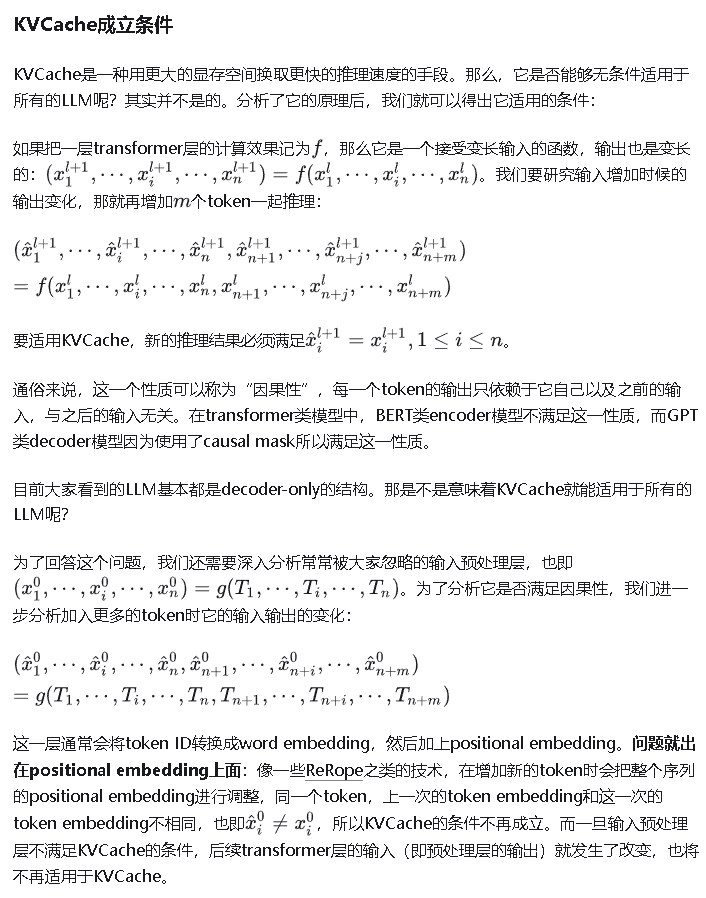 KVCache成立条件
KVCache是一种用更大的显存空间换取更快的推理速度的手段。那么，它是否能够无条件适用于
所有的LLM呢？其实并不是的。分析了它的原理后，我们就可以得出它适用的条件：
如果把一层transformer层的计算效果记为 $f$，那么它是一个接受变长输入的函数，输出也是变长
的：$(x_1^{l+1}, \cdots, x_i^{l+1}, \cdots, x_n^{l+1}) = f(x_1^l, \cdots, x_i^l, \cdots, x_n^l)$。我们要研究输入增加时候的
输出变化，那就再增加$m$个token一起推理：
$(\hat{x}_1^{l+1}, \cdots, \hat{x}_i^{l+1}, \cdots, \hat{x}_n^{l+1}, \hat{x}_{n+1}^{l+1}, \cdots, \hat{x}_{n+j}^{l+1}, \cdots, \hat{x}_{n+m}^{l+1})$
$= f(x_1^l, \cdots, x_i^l, \cdots, x_n^l, x_{n+1}^l, \cdots, x_{n+j}^l, \cdots, x_{n+m}^l)$
要适用KVCache，新的推理结果必须满足$\hat{x}_i^{l+1} = x_i^{l+1}, 1 \leq i \leq n$。
通俗来说，这一个性质可以称为“因果性”，每一个token的输出只依赖于它自己以及之前的输
入，与之后的输入无关。在transformer类模型中，BERT类encoder模型不满足这一性质，而GPT
类decoder模型因为使用了causal mask所以满足这一性质。
目前大家看到的LLM基本都是decoder-only的结构。那是不是意味着KVCache就能适用于所有的
LLM呢？
为了回答这个问题，我们还需要深入分析常常被大家忽略的输入预处理层，也即
$(x_1^0, \cdots, x_i^0, \cdots, x_n^0) = g(T_1, \cdots, T_i, \cdots, T_n)$。为了分析它是否满足因果性，我们进一
步分析加入更多的token时它的输入输出的变化：
$(\hat{x}_1^0, \cdots, \hat{x}_i^0, \cdots, \hat{x}_n^0, \hat{x}_{n+1}^0, \cdots, \hat{x}_{n+i}^0, \cdots, \hat{x}_{n+m}^0)$
$= g(T_1, \cdots, T_i, \cdots, T_n, T_{n+1}, \cdots, T_{n+i}, \cdots, T_{n+m})$
这一层通常会将token ID转换成word embedding，然后加上positional embedding。问题就出
在positional embedding上面：像一些ReRope之类的技术，在增加新的token时会把整个序列
的positional embedding进行调整，同一个token，上一次的token embedding和这一次的
token embedding不相同，也即$\hat{x}_i^0 \neq x_i^0$，所以KVCache的条件不再成立。而一旦输入预处理
层不满足KVCache的条件，后续transformer层的输入（即预处理层的输出）就发生了改变，也将
不再适用于KVCache。